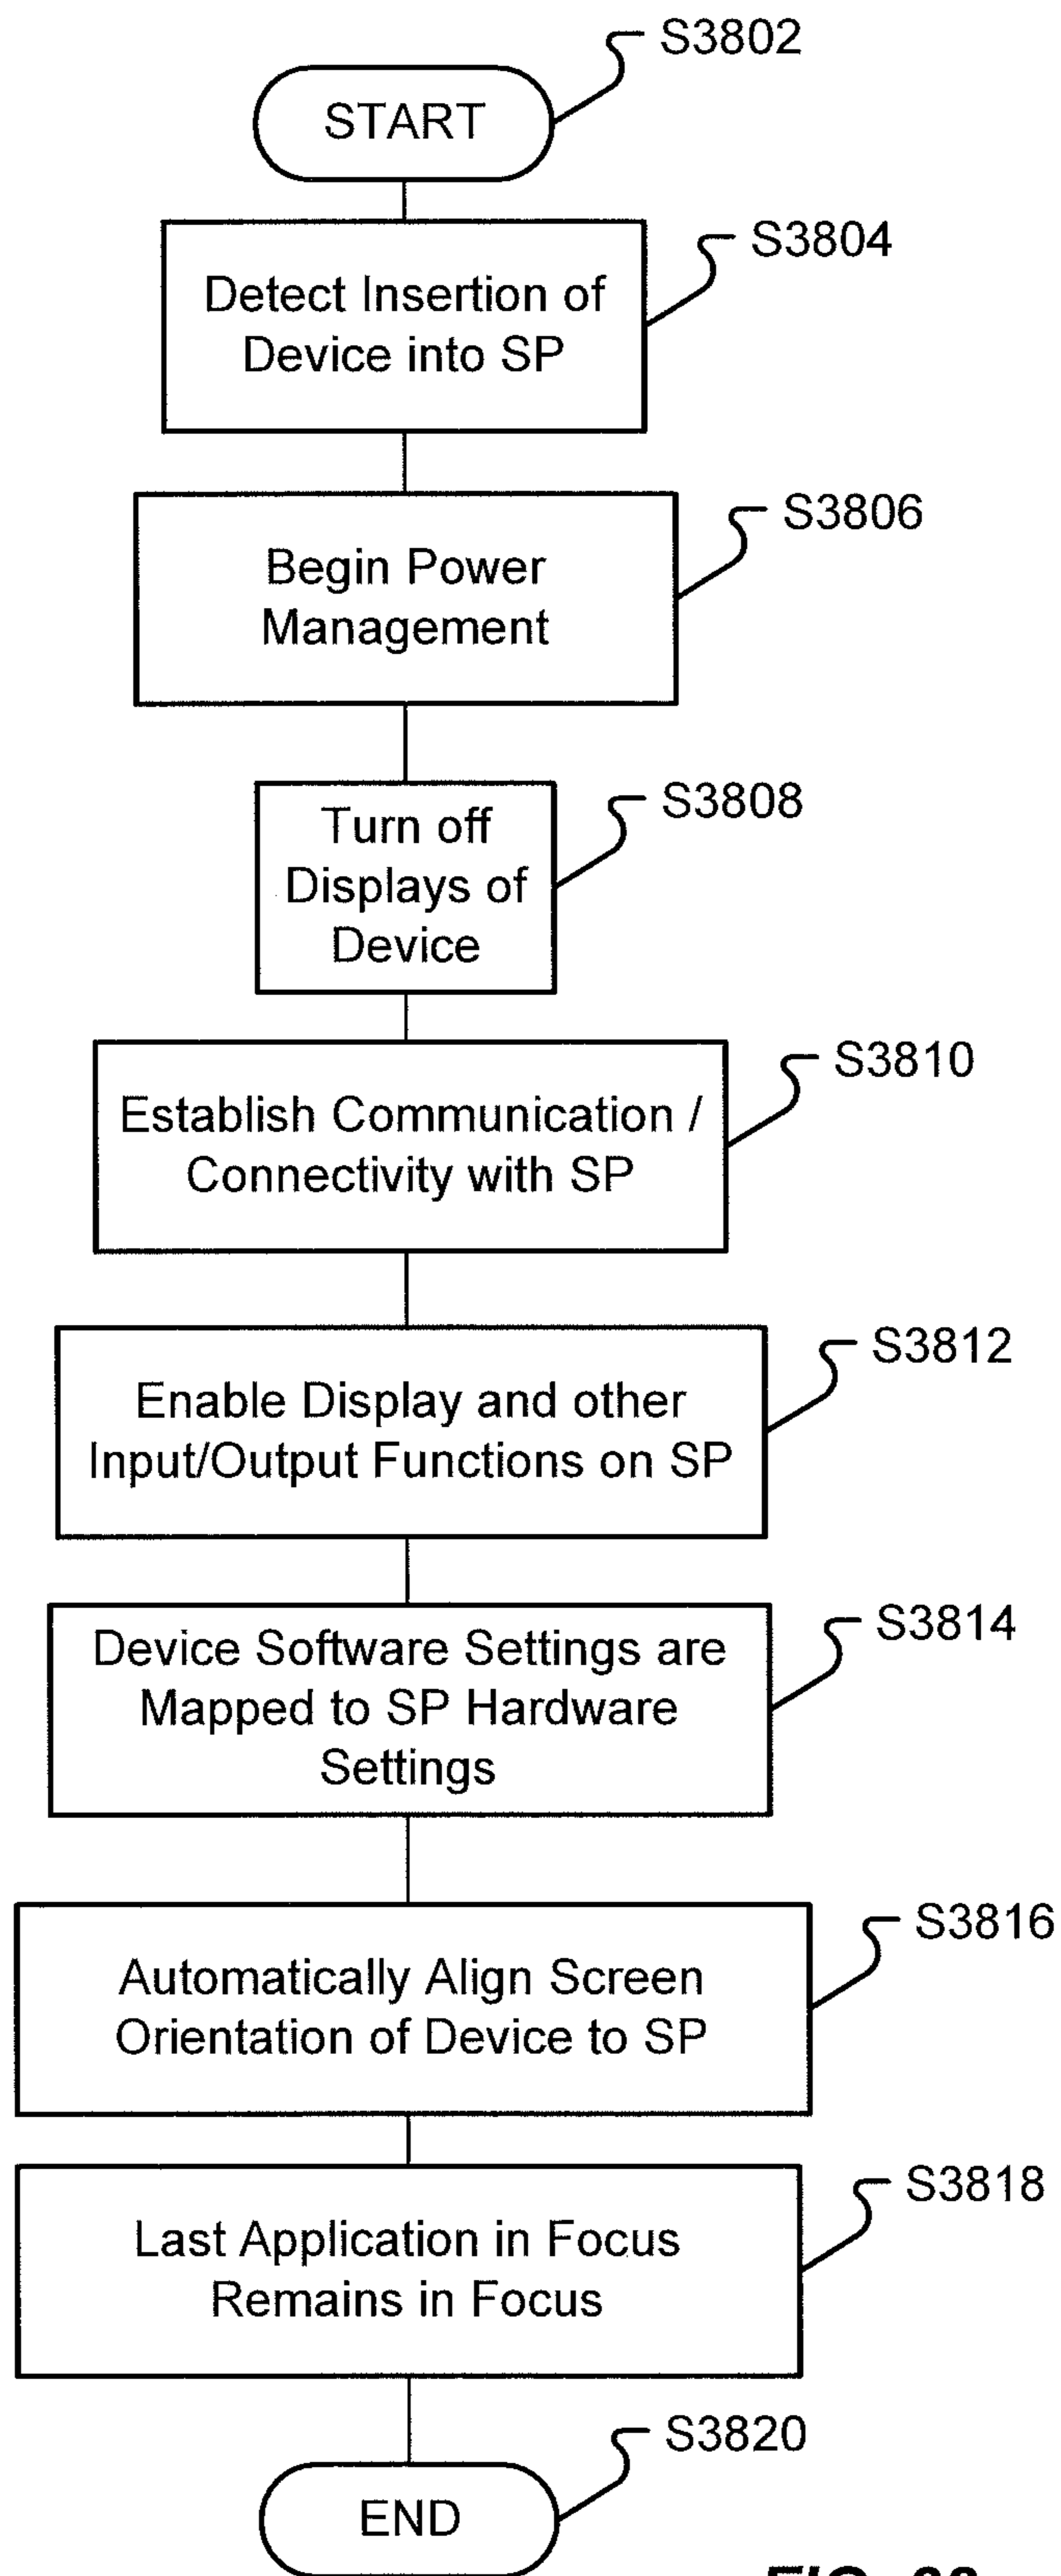 S3802
START
S3804
Detect Insertion of
Device into SP
S3806
Begin Power
Management
S3808
Turn off
Displays of
Device
S3810
Establish Communication /
Connectivity with SP
S3812
Enable Display and other
Input/Output Functions on SP
S3814
Device Software Settings are
Mapped to SP Hardware
Settings
S3816
Automatically Align Screen
Orientation of Device to SP
S3818
Last Application in Focus
Remains in Focus
S3820
END